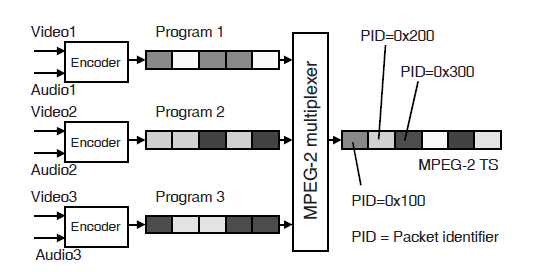 Video1
Program 1
Encoder
Audio1
Video2
Program 2
Encoder
Audio2
Video3
Program 3
Encoder
Audio3
MPEG-2 multiplexer
PID=0x200
PID=0x300
MPEG-2 TS
PID=0x100
PID = Packet identifier